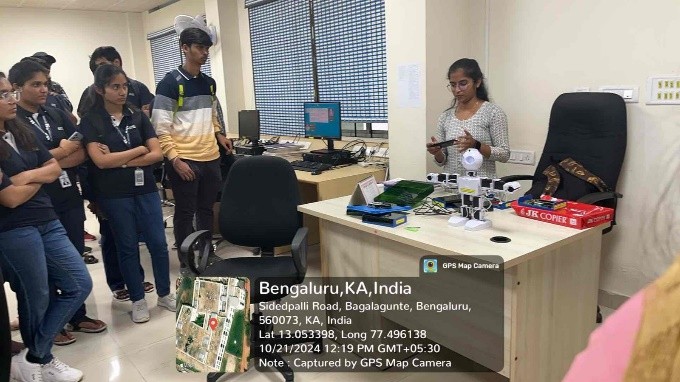 GPS Map Camera
Bengaluru,KA,India
Sidedpalli Road, Bagalagunte, Bengaluru,
560073, KA, India
Lat 13.053398, Long 77.496138
10/21/2024 12:19 PM GMT+05:30
Note : Captured by GPS Map Camera
JK COPIER